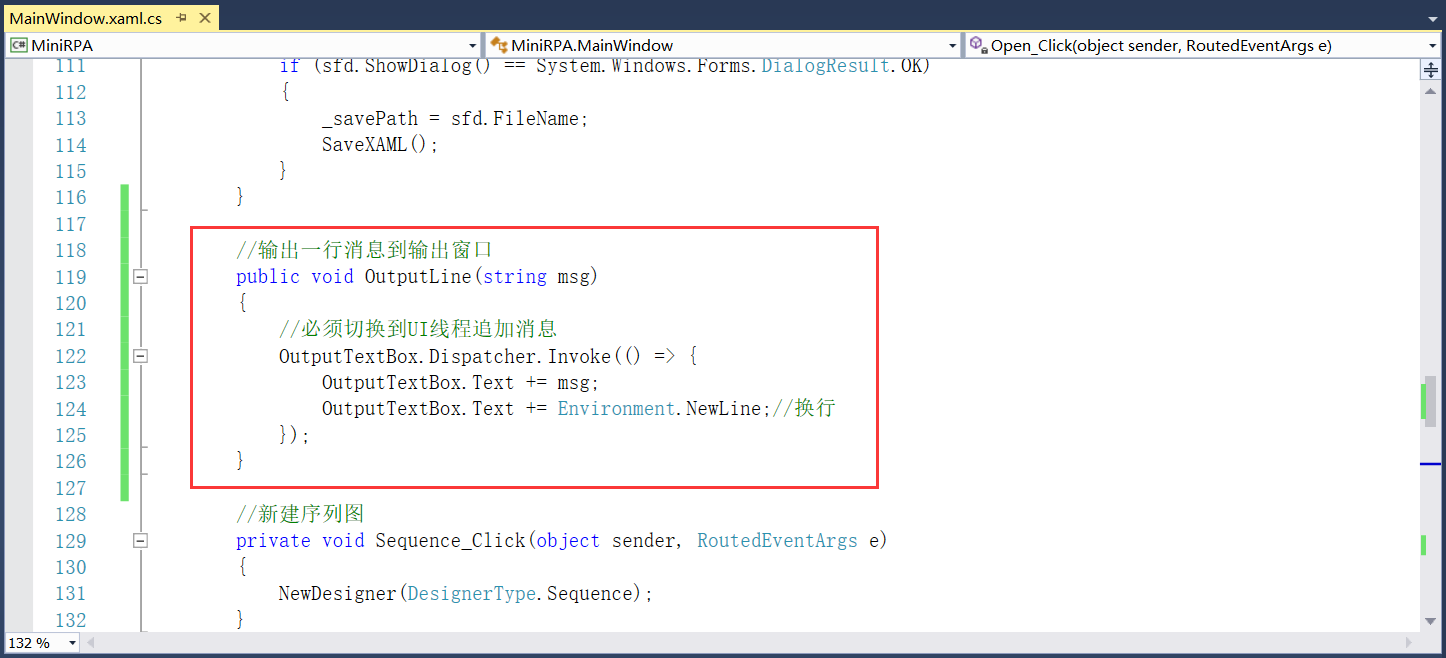 MainWindow.xaml.cs
C# MiniRPA MiniRPA.MainWindow Open_Click(object sender, RoutedEventArgs e)
111 if (sfd.ShowDialog() == System.Windows.Forms.DialogResult.OK)
112 {
113 _savePath = sfd.FileName;
114 SaveXAML();
115 }
116 }
117
118 //输出一行消息到输出窗口
119 public void OutputLine(string msg)
120 {
121 //必须切换到UI线程追加消息
122 OutputTextBox.Dispatcher.Invoke(() => {
123 OutputTextBox.Text += msg;
124 OutputTextBox.Text += Environment.NewLine;//换行
125 });
126 }
127
128 //新建序列图
129 private void Sequence_Click(object sender, RoutedEventArgs e)
130 {
131 NewDesigner(DesignerType.Sequence);
132 }
132 %